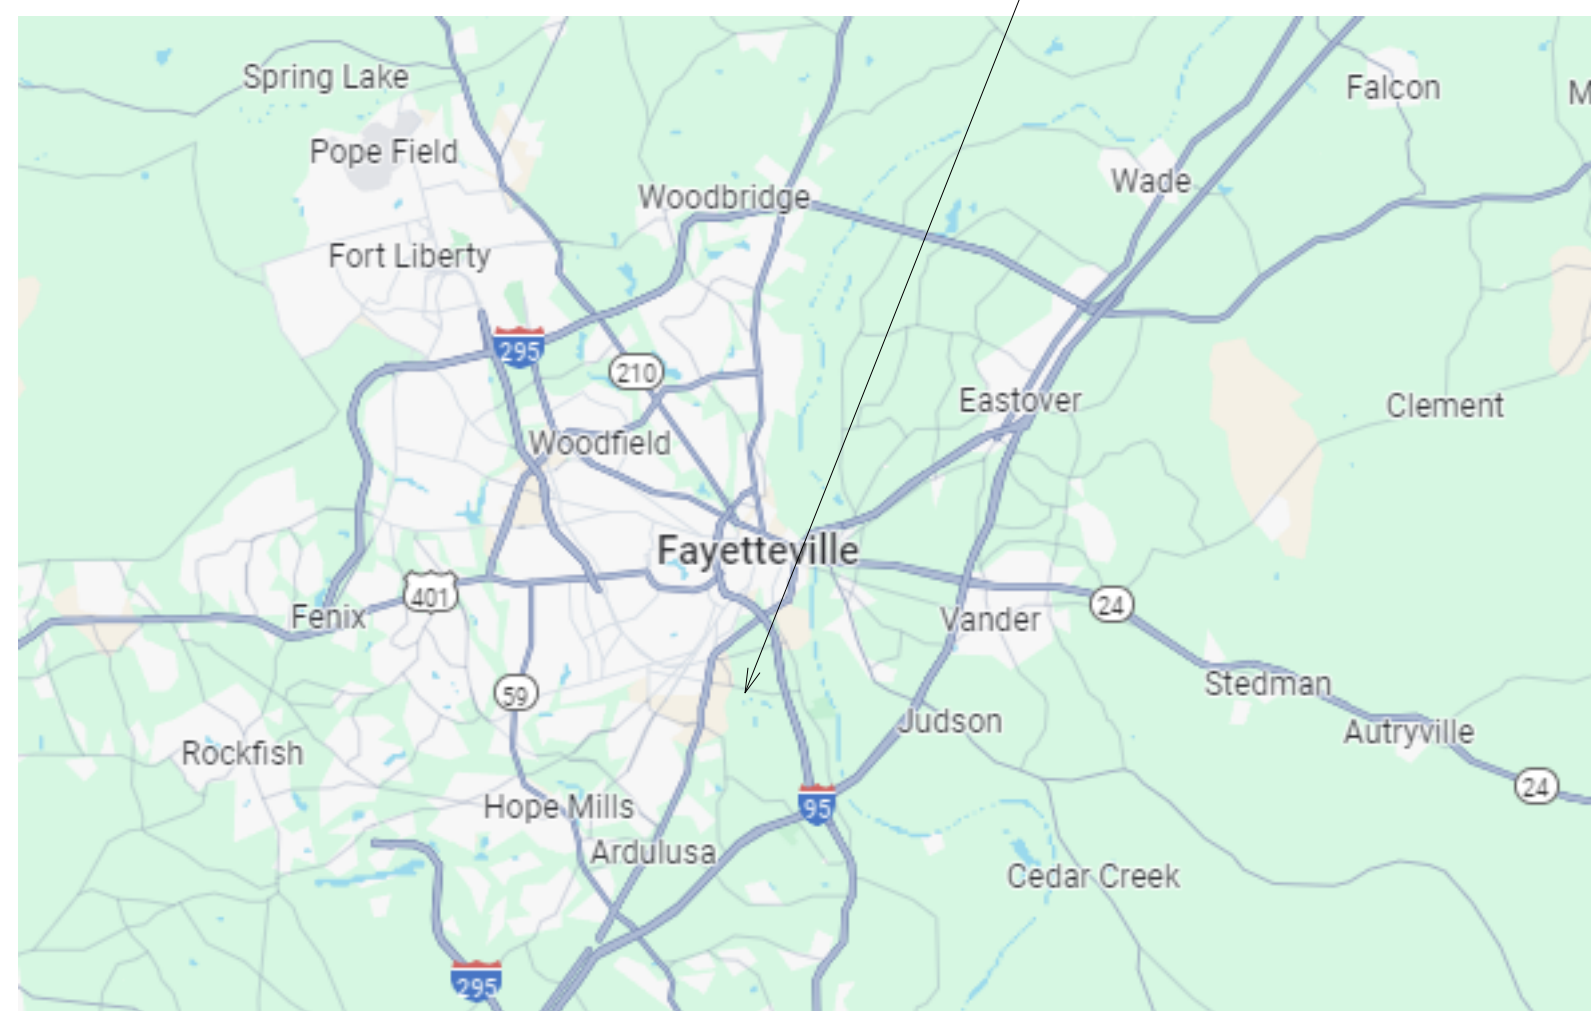 Spring Lake
Falcon
M
Pope Field
Wade
Woodbridge
Fort Liberty
295
210
Eastover
Clement
Woodfield
Fayetteville
401
24
Fenix
Vander
59
Stedman
Judson
Autryville
Rockfish
24
Hope Mills
95
Ardulusa
Cedar Creek
295